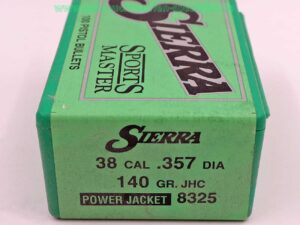 SIERRA
SPORTS
MASTER
100 PISTOL BULLETS
SIERRA
38 CAL .357 DIA
140 GR. JHC
POWER JACKET 8325